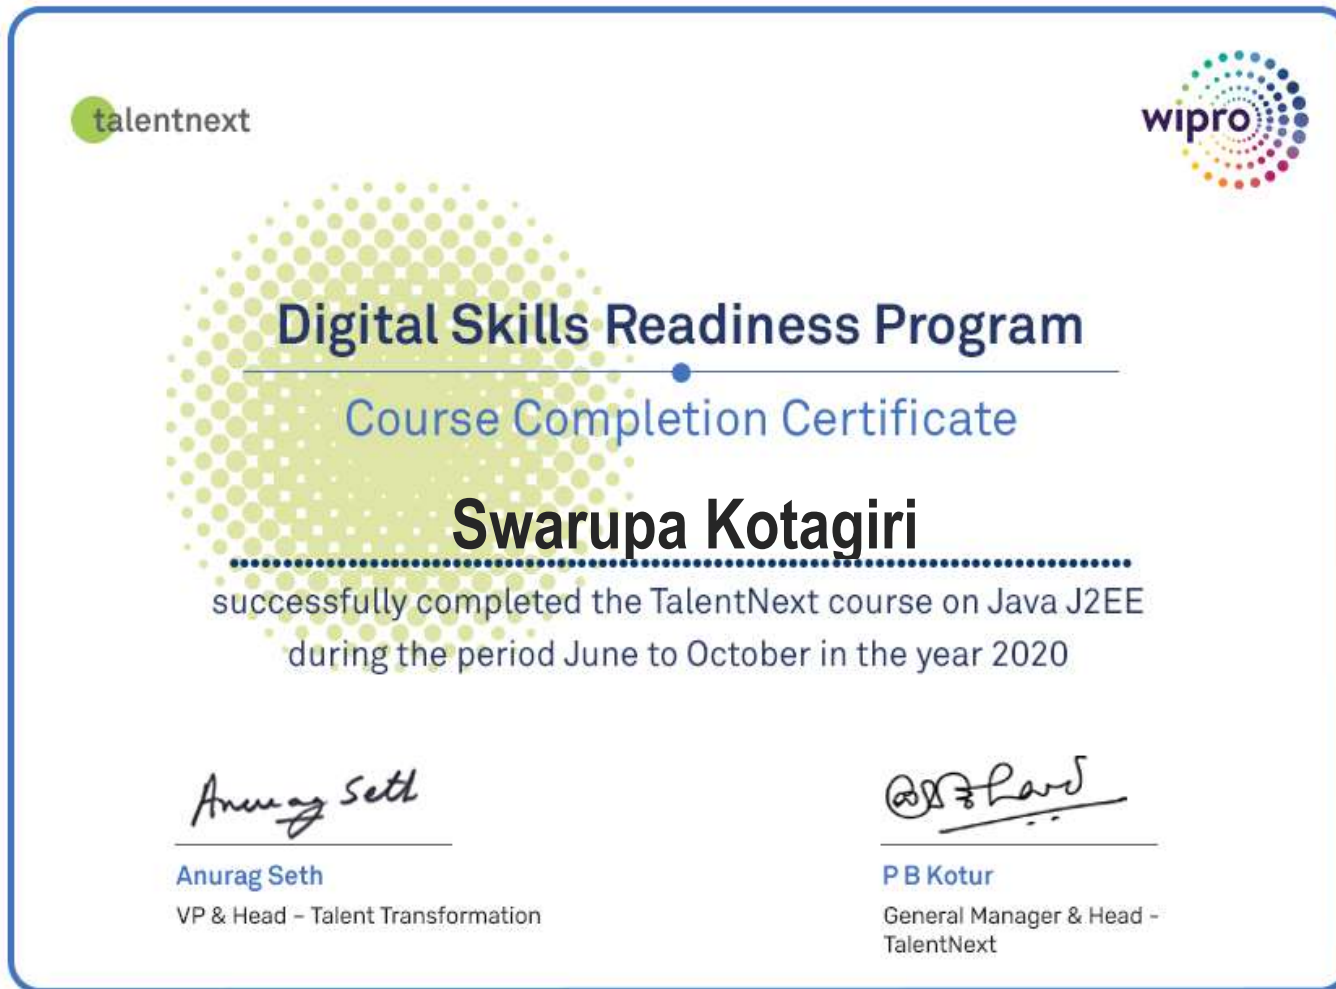 talentnext
wipro
Digital Skills Readiness Program
Course Completion Certificate
Swarupa Kotagiri
successfully completed the TalentNext course on Java J2EE
during the period June to October in the year 2020
Anurag Seth
Anurag Seth
P B Kotur
VP & Head – Talent Transformation
General Manager & Head -
TalentNext